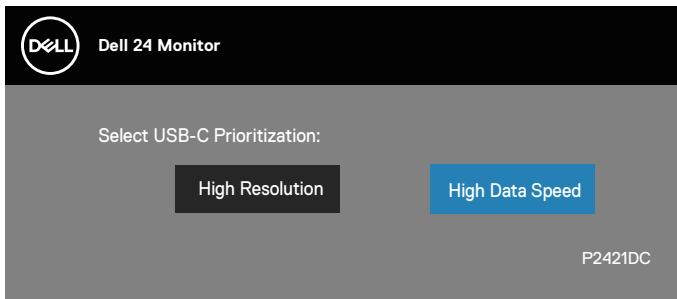 DELL Dell 24 Monitor
Select USB-C Prioritization:
High Resolution High Data Speed
P2421DC